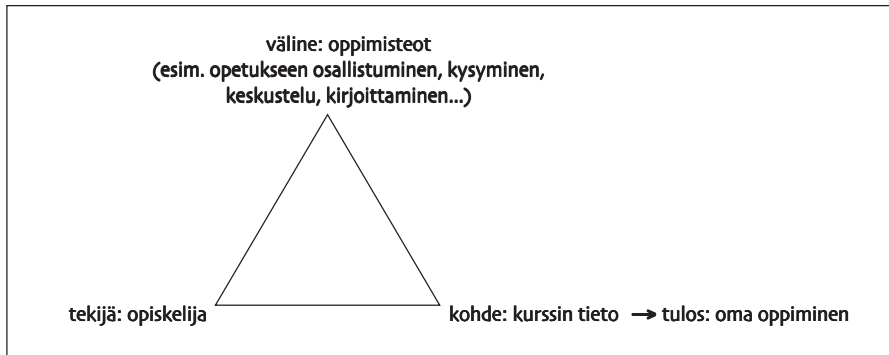 väline: oppimisteot
(esim. opetukseen osallistuminen, kysyminen,
keskustelu, kirjoittaminen...)
tekijä: opiskelija
kohde: kurssin tieto → tulos: oma oppiminen